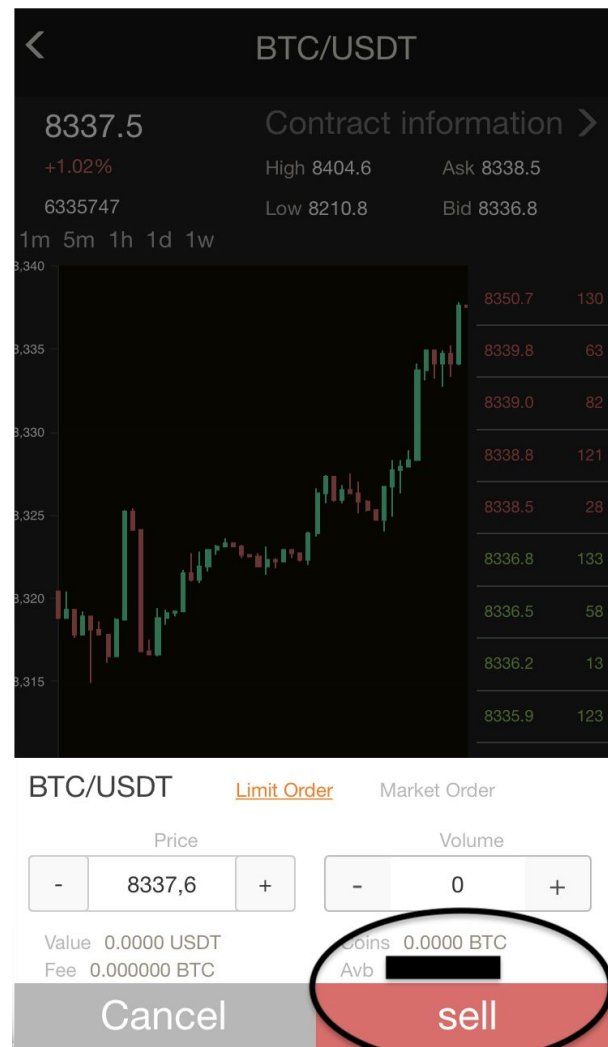 BTC/USDT
8337.5
Contract information
+1.02%
High 8404.6
Ask 8338.5
6335747
Low 8210.8
Bid 8336.8
1m 5m 1h 1d 1w
8,340
8,335
8,330
8,325
8,320
8,315
8350.7 130
8339.8 63
8339.0 82
8338.8 121
8338.5 28
8336.8 133
8336.5 58
8336.2 13
8335.9 123
BTC/USDT
Limit Order
Market Order
Price
Volume
- 8337,6 +
- 0 +
Value 0.0000 USDT
Coins 0.0000 BTC
Fee 0.000000 BTC
Avb
Cancel
sell